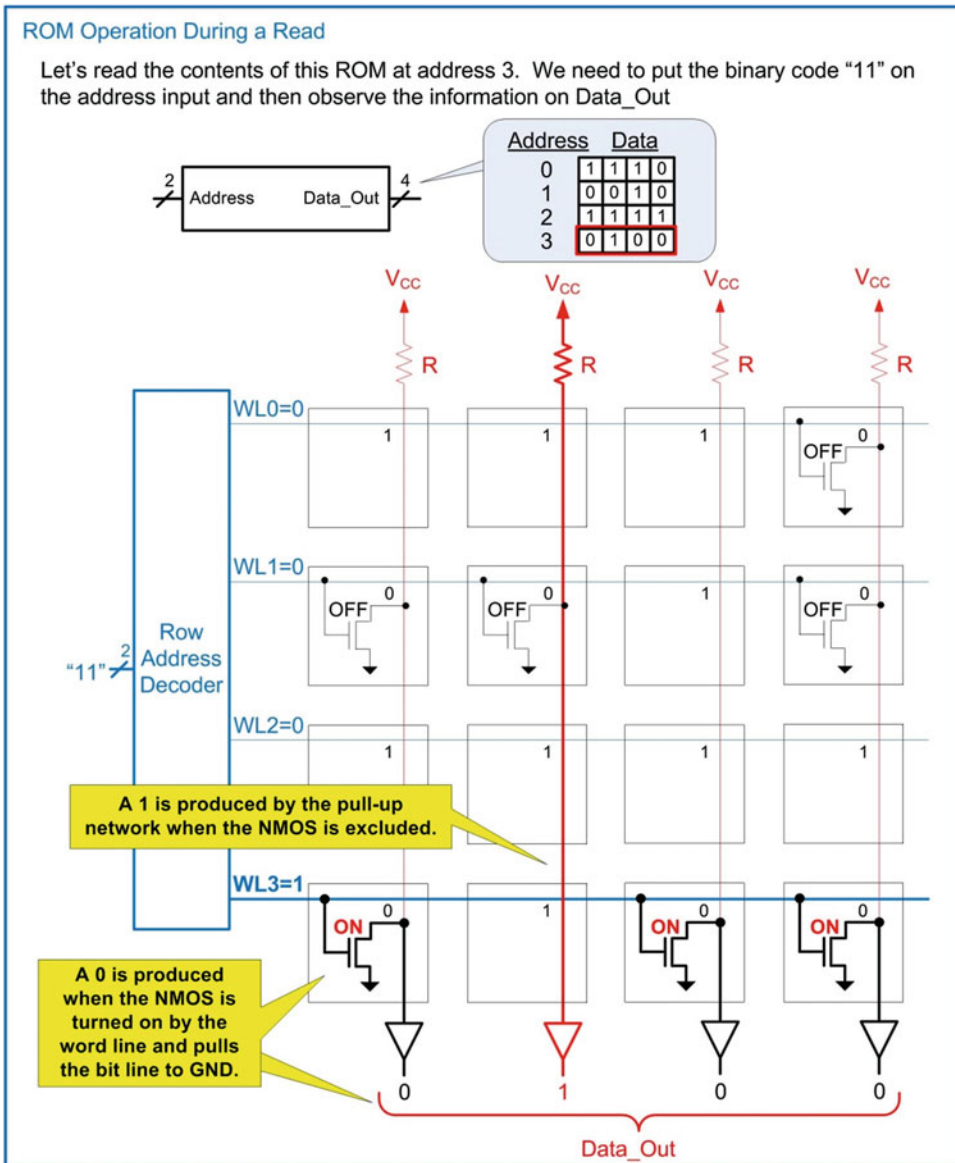 ROM Operation During a Read
Let's read the contents of this ROM at address 3. We need to put the binary code “11” on
the address input and then observe the information on Data_Out
Address Data
0 1 1 1 0
1 0 0 1 0
2 1 1 1 1
3 0 1 0 0
2 Address Data_Out 4
VCC VCC VCC VCC
R R R R
WL0=0
1 1 1 0
OFF
WL1=0
0 0 1 0
OFF OFF OFF
Row
Address
Decoder
“11” 2
WL2=0
1 1 1 1
A 1 is produced by the pull-up
network when the NMOS is excluded.
WL3=1
0 1 0 0
ON ON ON
A 0 is produced
when the NMOS is
turned on by the
word line and pulls
the bit line to GND.
0 1 0 0
Data_Out